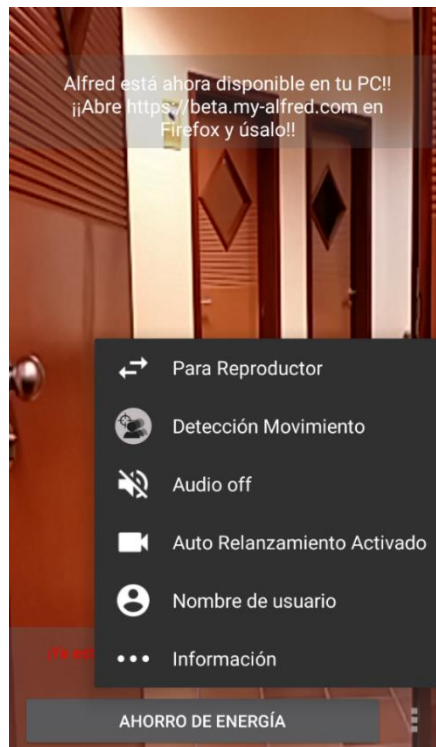 Alfred está ahora disponible en tu PC!!
¡¡Abre https://beta.my-alfred.com en
Firefox y úsalo!!
Para Reproductor
Detección Movimiento
Audio off
Auto Relanzamiento Activado
Nombre de usuario
Información
AHORRO DE ENERGÍA